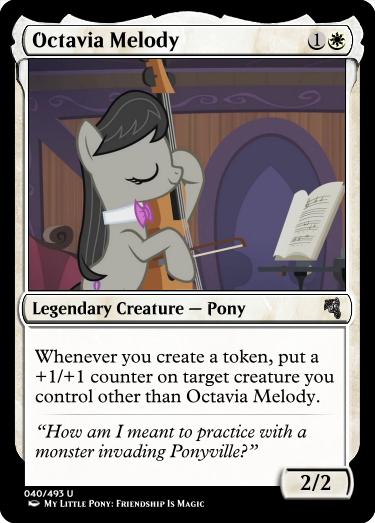 Octavia Melody 1
Legendary Creature — Pony
Whenever you create a token, put a
+1/+1 counter on target creature you
control other than Octavia Melody.
“How am I meant to practice with a
monster invading Ponyville?”
2/2
040/493 U
My Little Pony: Friendship Is Magic